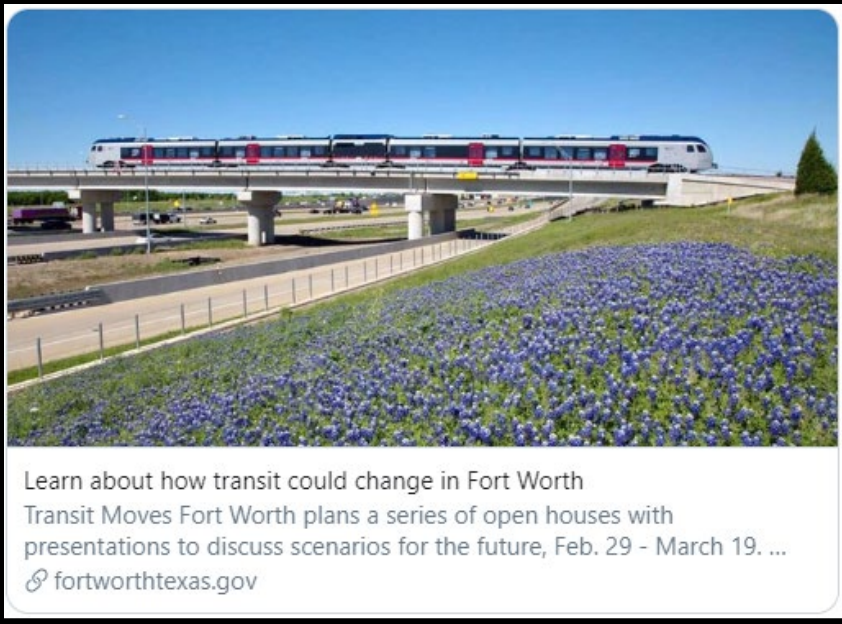 Learn about how transit could change in Fort Worth
Transit Moves Fort Worth plans a series of open houses with
presentations to discuss scenarios for the future, Feb. 29 - March 19. ...
fortworthtexas.gov